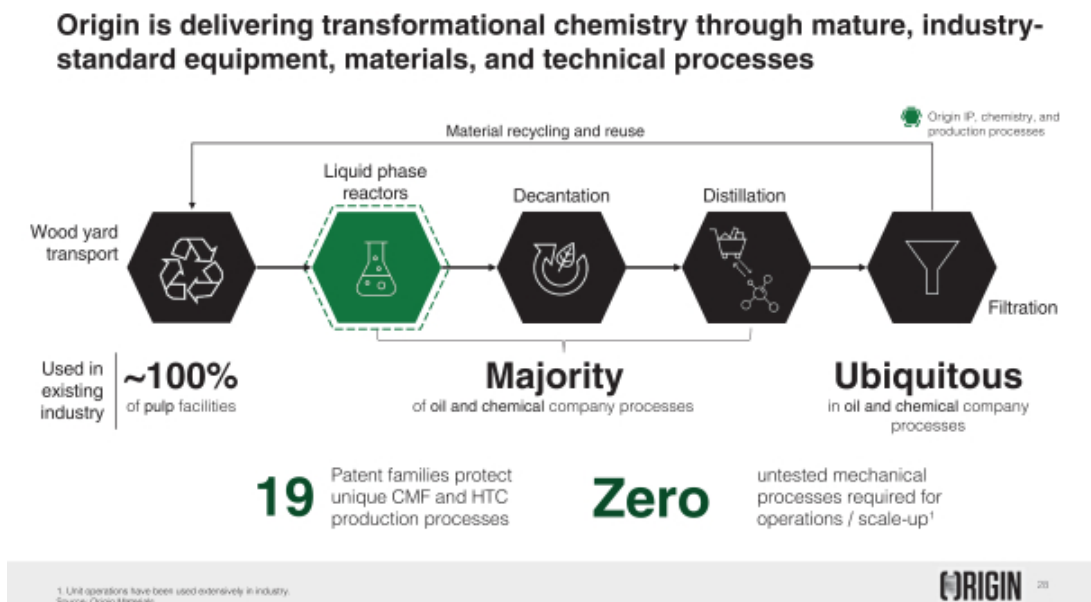 Origin is delivering transformational chemistry through mature, industry-
standard equipment, materials, and technical processes
Origin IP, chemistry, and
production processes
Material recycling and reuse
Wood yard
transport
Liquid phase
reactors
Decantation
Distillation
Filtration
Used in
existing
industry
~100%
of pulp facilities
Majority
of oil and chemical company processes
Ubiquitous
in oil and chemical company
processes
19
Patent families protect
unique CMF and HTC
production processes
Zero
untested mechanical
processes required for
operations / scale-up¹
1. Unit operations have been used extensively in industry.
Source: Origin Materials
ORIGIN
28